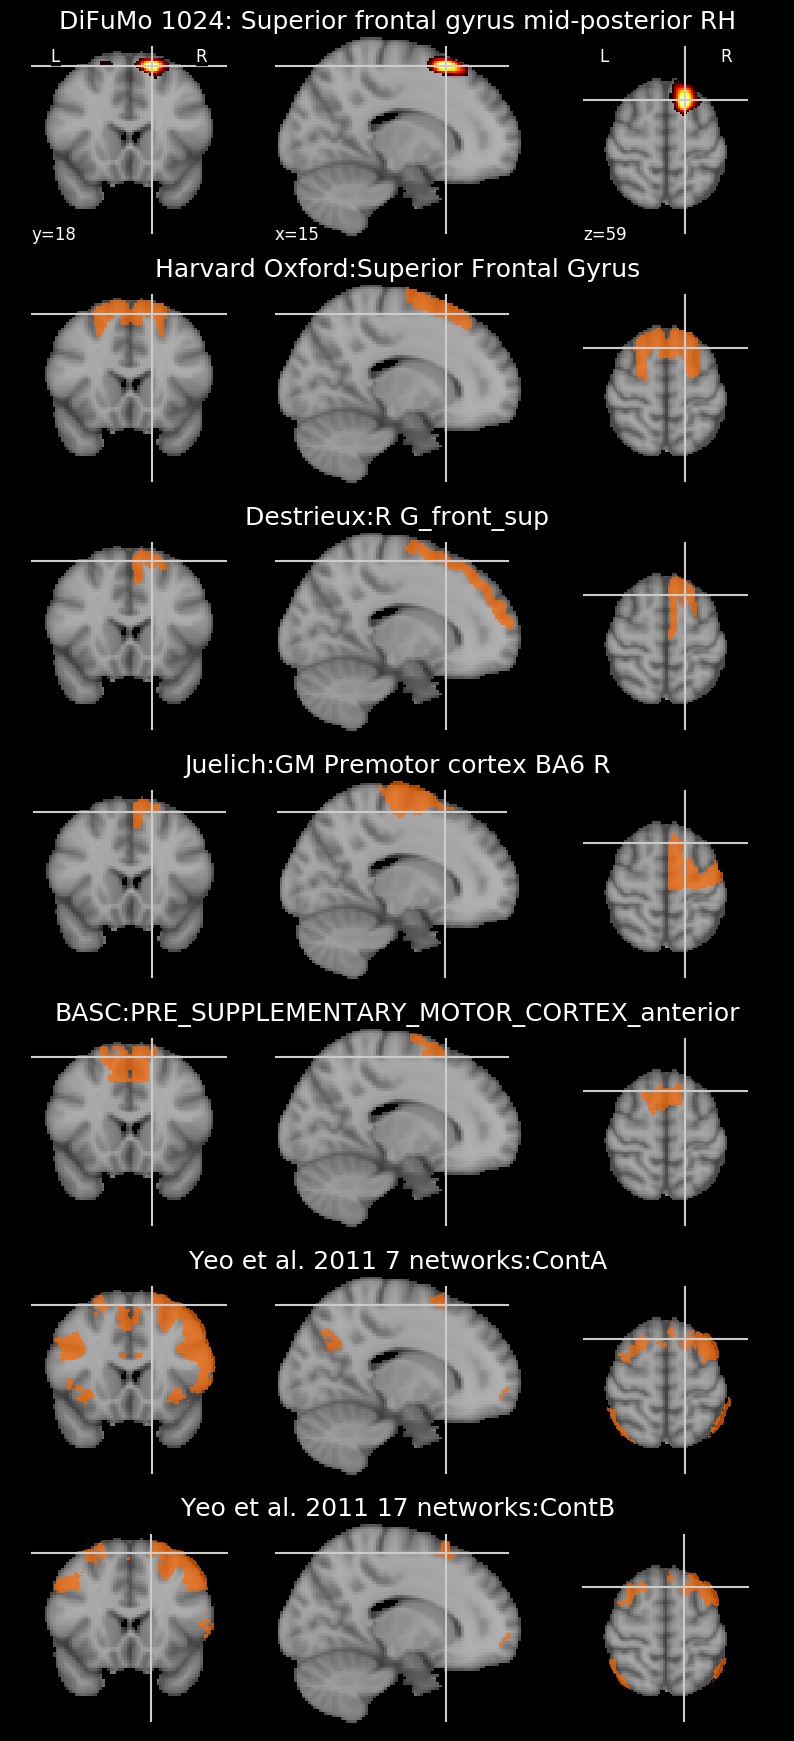 DiFuMo 1024: Superior frontal gyrus mid-posterior RH
L R L R
y=18 x=15 z=59
Harvard Oxford:Superior Frontal Gyrus
Destrieux:R G_front_sup
Juelich:GM Premotor cortex BA6 R
BASC:PRE_SUPPLEMENTARY_MOTOR_CORTEX_anterior
Yeo et al. 2011 7 networks:ContA
Yeo et al. 2011 17 networks:ContB